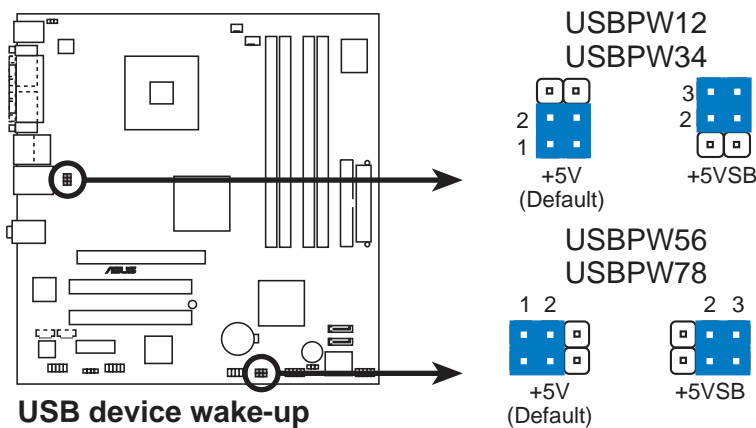 USBPW12
USBPW34
3
2
2
1
+5V
(Default)
+5VSB
USBPW56
USBPW78
1 2
2 3
+5V
(Default)
+5VSB
/SUS
USB device wake-up